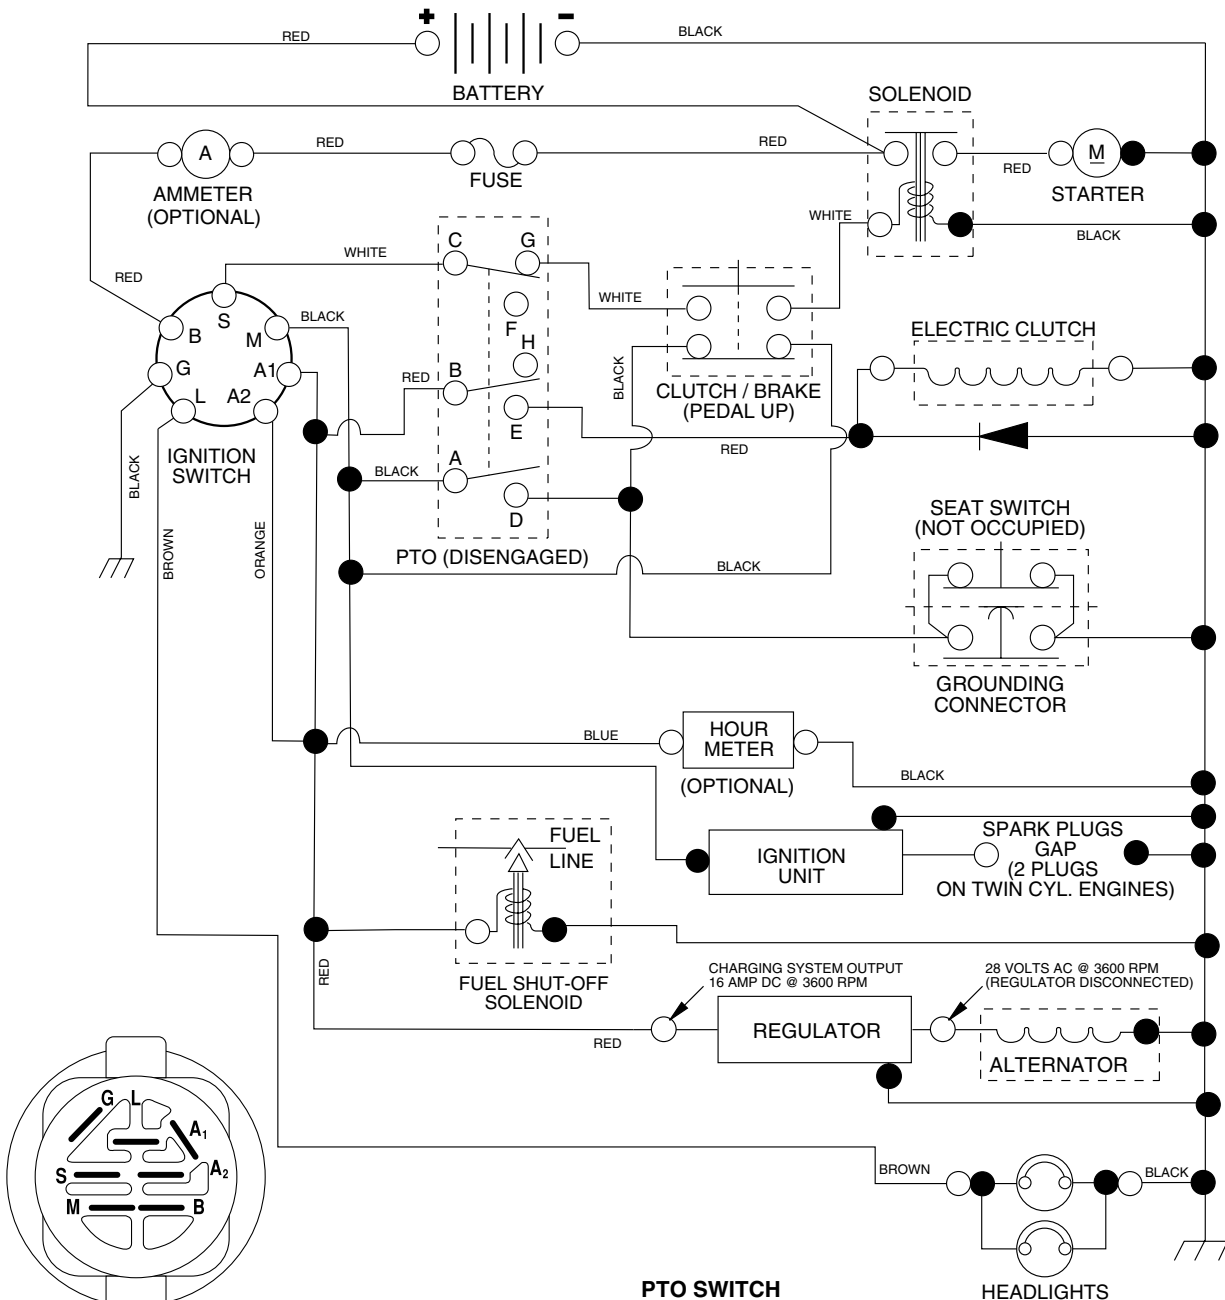 + -
RED
BLACK
BATTERY
SOLENOID
A
RED
RED
M
RED
FUSE
AMMETER
(OPTIONAL)
STARTER
WHITE
BLACK
C G
WHITE
RED
WHITE
F
S
BLACK
B M
H
ELECTRIC CLUTCH
G A1
B
RED
BLACK
CLUTCH / BRAKE
(PEDAL UP)
L A2
E
RED
IGNITION
SWITCH
A
BLACK
BLACK
D
SEAT SWITCH
(NOT OCCUPIED)
BROWN
ORANGE
PTO (DISENGAGED)
BLACK
GROUNDING
CONNECTOR
BLUE
HOUR
METER
(OPTIONAL)
BLACK
FUEL
LINE
IGNITION
UNIT
SPARK PLUGS
GAP
(2 PLUGS
ON TWIN CYL. ENGINES)
RED
FUEL SHUT-OFF
SOLENOID
CHARGING SYSTEM OUTPUT
16 AMP DC @ 3600 RPM
28 VOLTS AC @ 3600 RPM
(REGULATOR DISCONNECTED)
RED
REGULATOR
ALTERNATOR
G L
A1
S A2
M B
BROWN
BLACK
PTO SWITCH
HEADLIGHTS